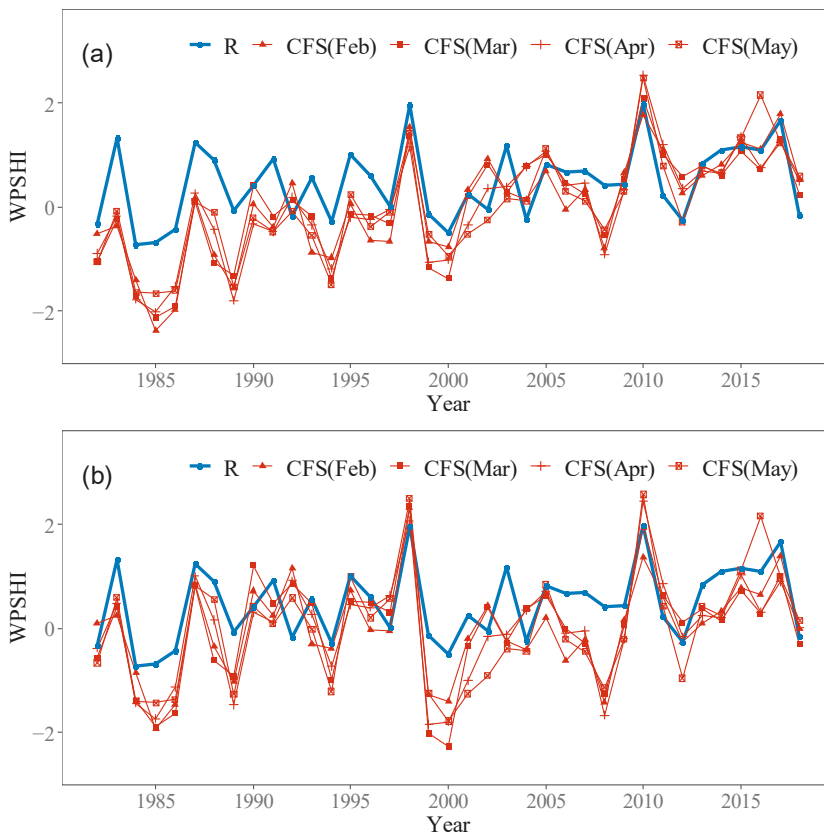 (a)
R CFS(Feb) CFS(Mar) CFS(Apr) CFS(May)
WPSHI
2
0
−2
1985 1990 1995 2000 2005 2010 2015
Year
(b)
R CFS(Feb) CFS(Mar) CFS(Apr) CFS(May)
WPSHI
2
0
−2
1985 1990 1995 2000 2005 2010 2015
Year